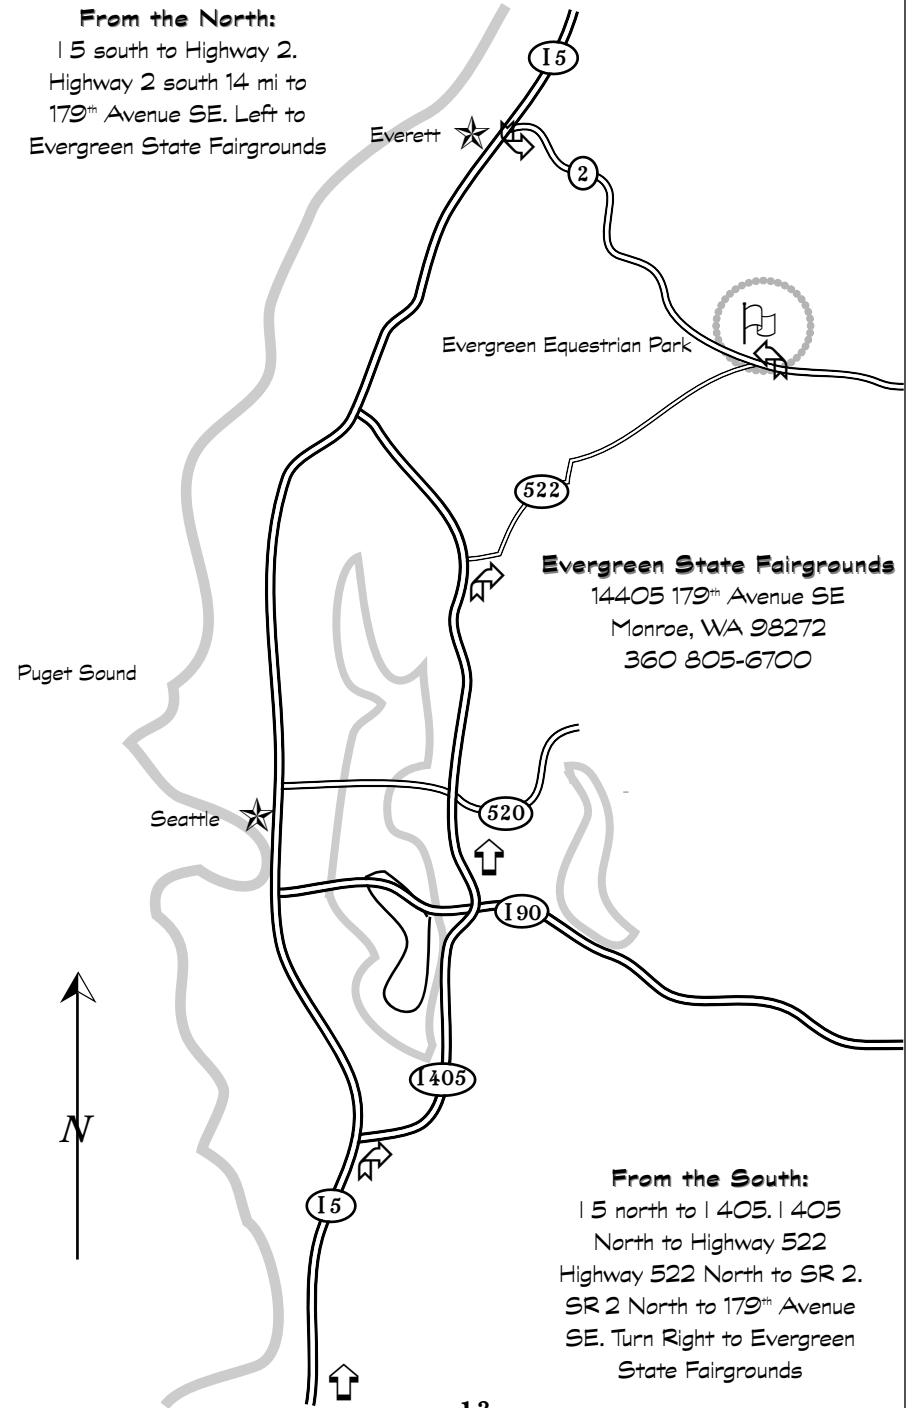 From the North:
I 5 south to Highway 2.
Highway 2 south 14 mi to
179th Avenue SE. Left to
Evergreen State Fairgrounds
I 5
Everett
2
Evergreen Equestrian Park
522
Evergreen State Fairgrounds
14405 179th Avenue SE
Monroe, WA 98272
360 805-6700
Puget Sound
Seattle
520
I 90
I 405
N
I 5
From the South:
I 5 north to I 405. I 405
North to Highway 522
Highway 522 North to SR 2.
SR 2 North to 179th Avenue
SE. Turn Right to Evergreen
State Fairgrounds